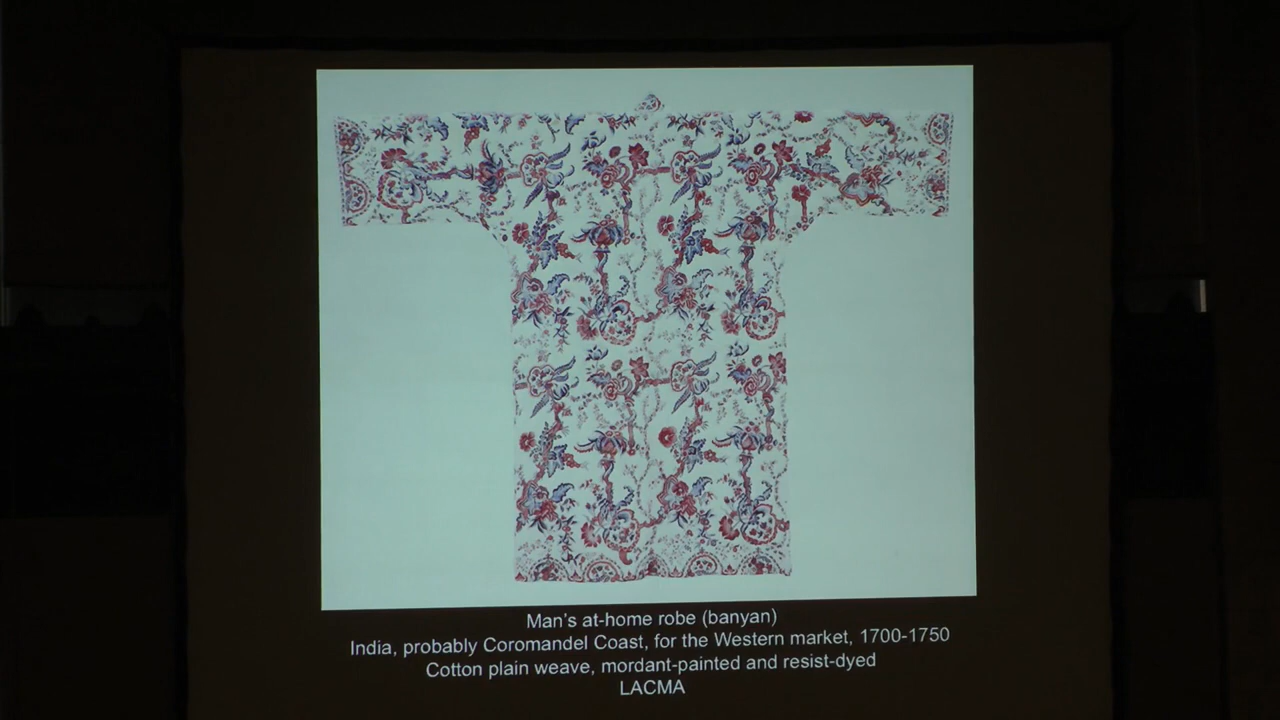 Man's at-home robe (banyan)
India, probably Coromandel Coast, for the Western market, 1700-1750
Cotton plain weave, mordant-painted and resist-dyed
LACMA